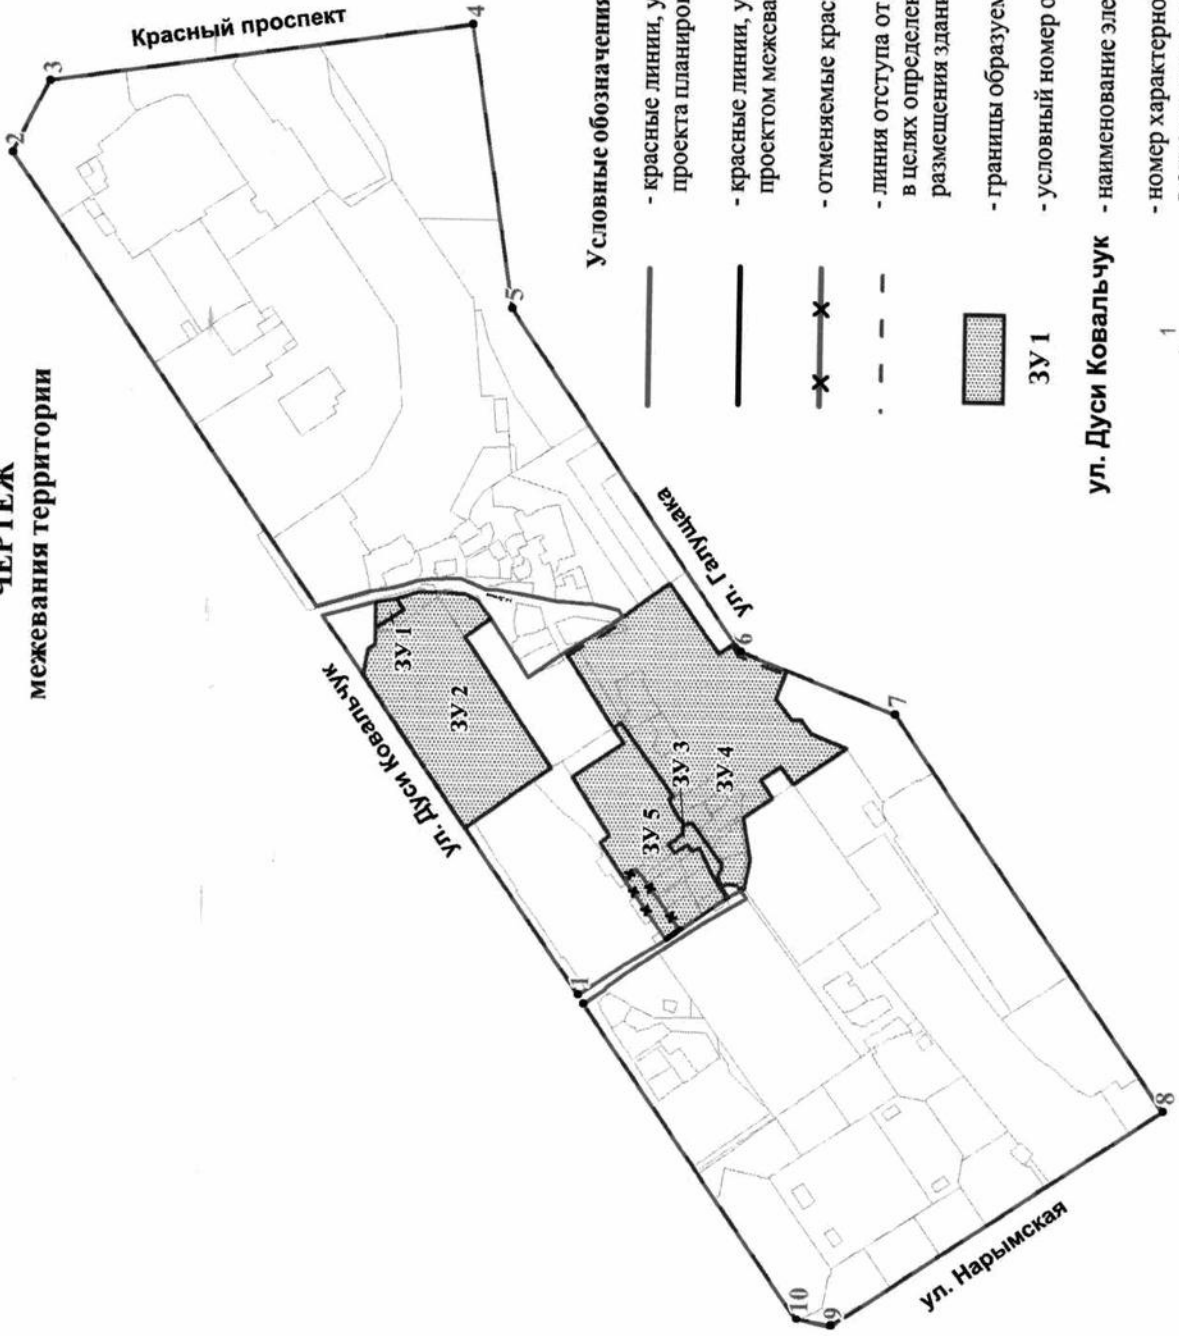 ЧЕРТЕЖ
межевания территории
Красный проспект
2
3
4
5
ул. Дуси Ковальчук
ЗУ 1
ЗУ 2
ЗУ 3
ЗУ 4
ЗУ 5
ул. Галущака
6
7
1
8
9
10
ул. Нарымская
Условные обозначения
- красные линии, у
проекта планиров
- красные линии, у
проектом межева
- отменяемые крас
- линия отступа от
в целях определен
размещения здани
- границы образуем
ЗУ 1
- условный номер о
ул. Дуси Ковальчук
- наименование эле
1
- номер характерно